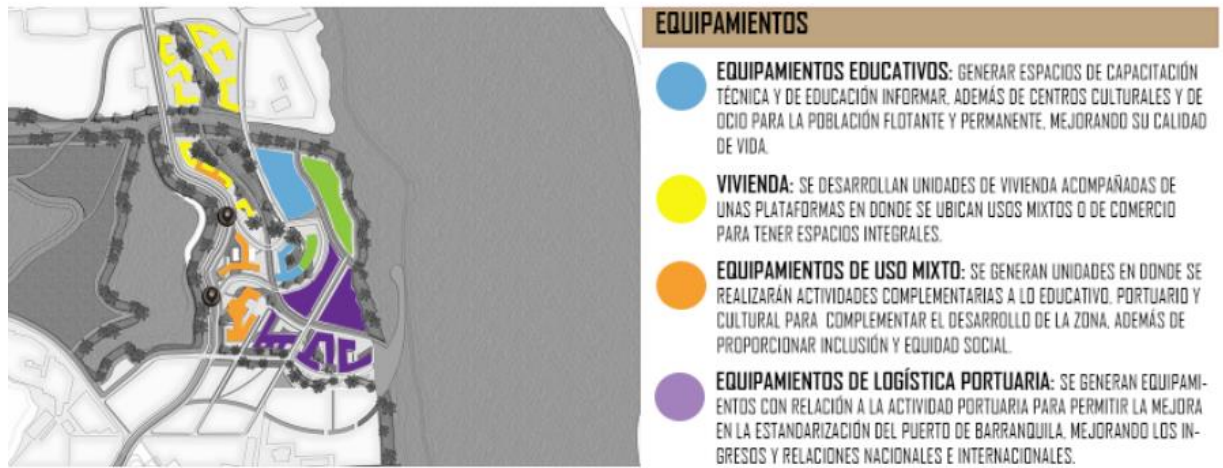 EQUIPAMIENTOS
EQUIPAMIENTOS EDUCATIVOS: GENERAR ESPACIOS DE CAPACITACIÓN
TÉCNICA Y DE EDUCACIÓN INFORMAR, ADEMÁS DE CENTROS CULTURALES Y DE
OCIO PARA LA POBLACIÓN FLOTANTE Y PERMANENTE, MEJORANDO SU CALIDAD
DE VIDA.
VIVIENDA: SE DESARROLLAN UNIDADES DE VIVIENDA ACOMPAÑADAS DE
UNAS PLATAFORMAS EN DONDE SE UBICAN USOS MIXTOS O DE COMERCIO
PARA TENER ESPACIOS INTEGRALES.
EQUIPAMIENTOS DE USO MIXTO: SE GENERAN UNIDADES EN DONDE SE
REALIZARÁN ACTIVIDADES COMPLEMENTARIAS A LO EDUCATIVO, PORTUARIO Y
CULTURAL PARA COMPLEMENTAR EL DESARROLLO DE LA ZONA, ADEMÁS DE
PROPORCIONAR INCLUSIÓN Y EQUIDAD SOCIAL.
EQUIPAMIENTOS DE LOGÍSTICA PORTUARIA: SE GENERAN EQUIPAMI-
ENTOS CON RELACIÓN A LA ACTIVIDAD PORTUARIA PARA PERMITIR LA MEJORA
EN LA ESTANDARIZACIÓN DEL PUERTO DE BARRANQUILA, MEJORANDO LOS IN-
GRESOS Y RELACIONES NACIONALES E INTERNACIONALES.